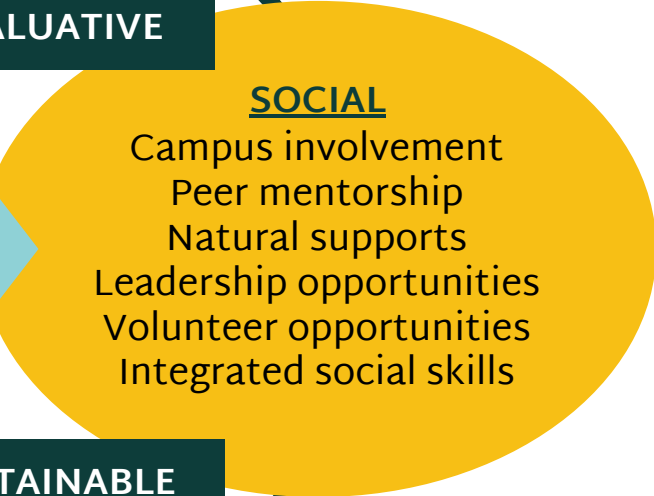 ALUATIVE
SOCIAL
Campus involvement
Peer mentorship
Natural supports
Leadership opportunities
Volunteer opportunities
Integrated social skills
TAINABLE